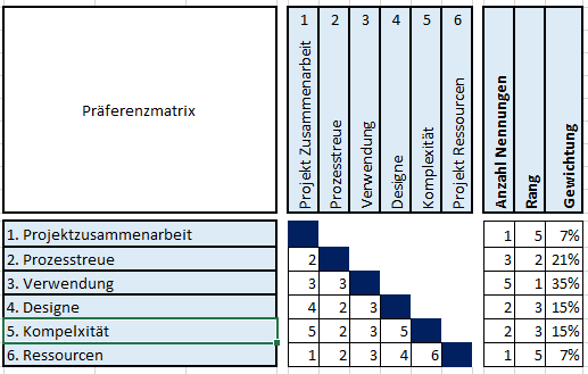 1 2 3 4 5 6
Projekt Zusammenarbeit
Prozesstreue
Verwendung
Designe
Komplexität
Projekt Ressourcen
Anzahl Nennungen
Rang
Gewichtung
Präferenzmatrix
1. Projektzusammenarbeit 1 5 7%
2. Prozesstreue 2 3 2 21%
3. Verwendung 3 3 5 1 35%
4. Designe 4 2 3 2 3 15%
5. Kompelxität 5 2 3 5 2 3 15%
6. Ressourcen 1 2 3 4 6 1 5 7%